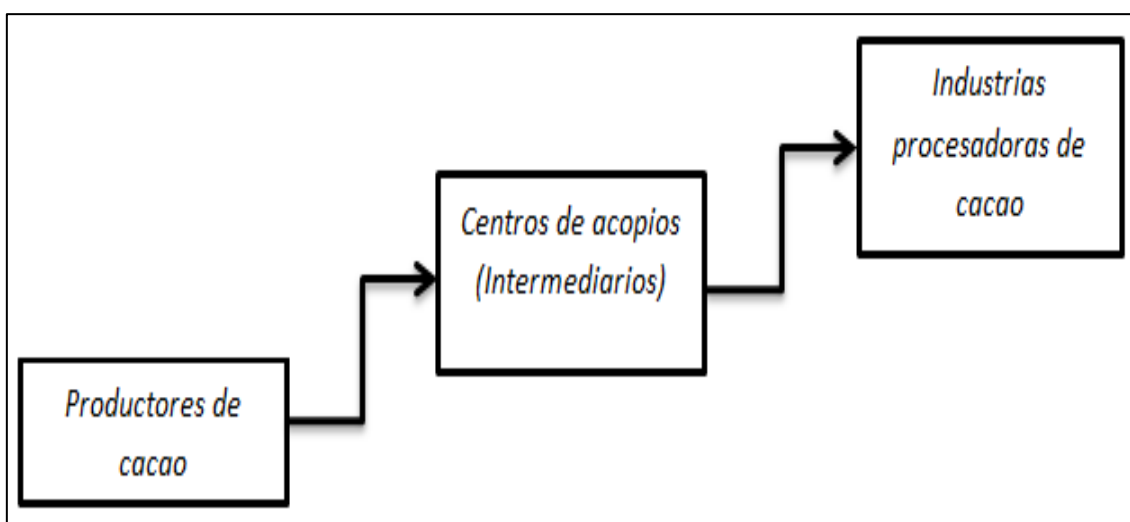 Productores de
cacao
Centros de acopios
(Intermediarios)
Industrias
procesadoras de
cacao